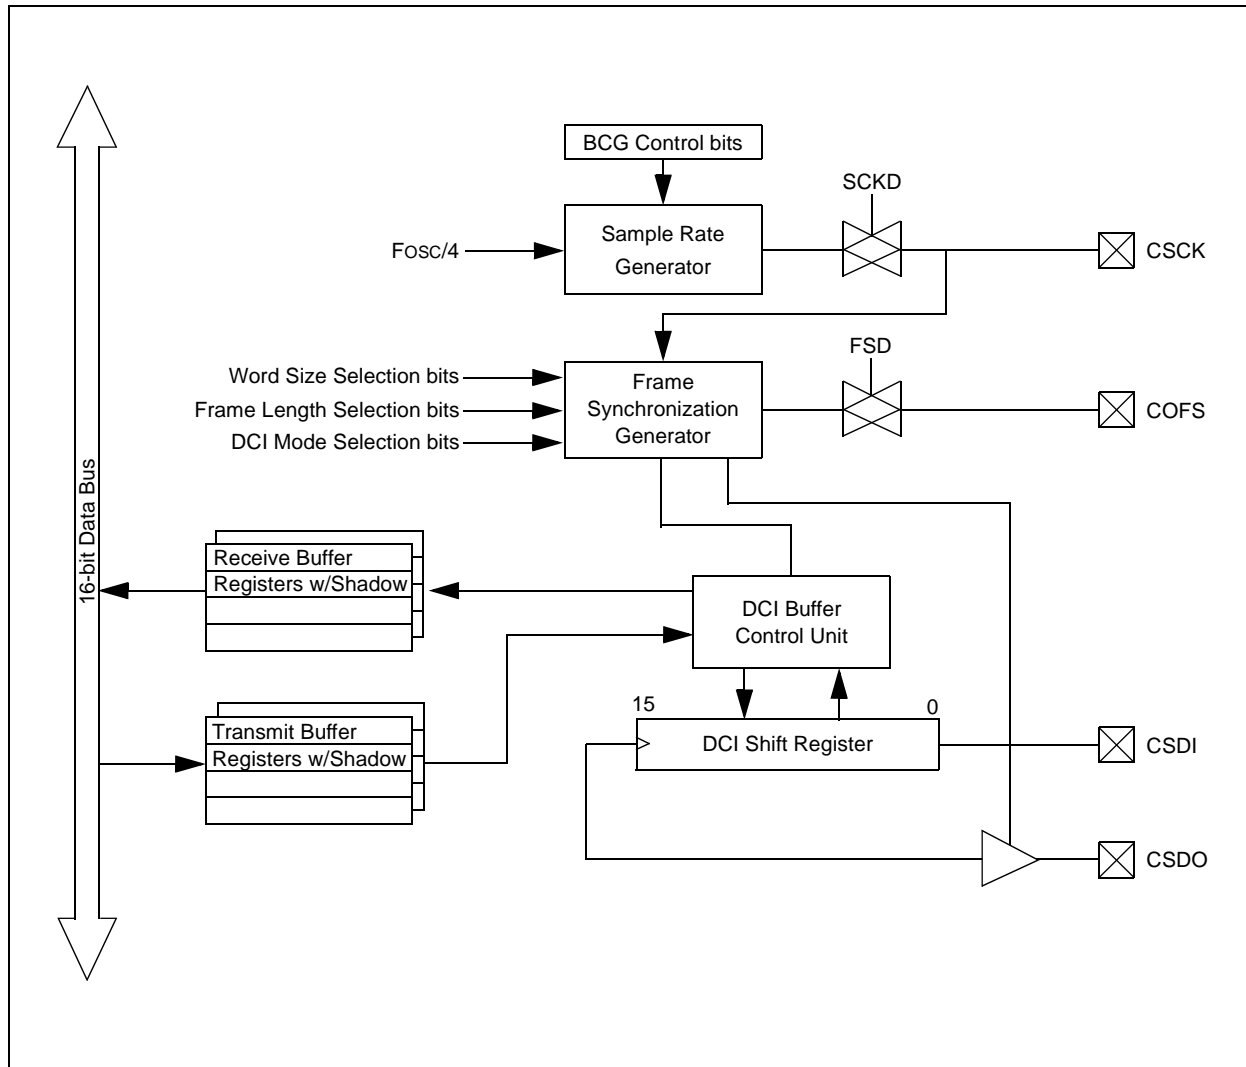 BCG Control bits
SCKD
Sample Rate
Generator
FOSC/4
CSCK
FSD
Word Size Selection bits
Frame Length Selection bits
DCI Mode Selection bits
Frame
Synchronization
Generator
COFS
16-bit Data Bus
Receive Buffer
Registers w/Shadow
DCI Buffer
Control Unit
15
0
Transmit Buffer
Registers w/Shadow
DCI Shift Register
CSDI
CSDO